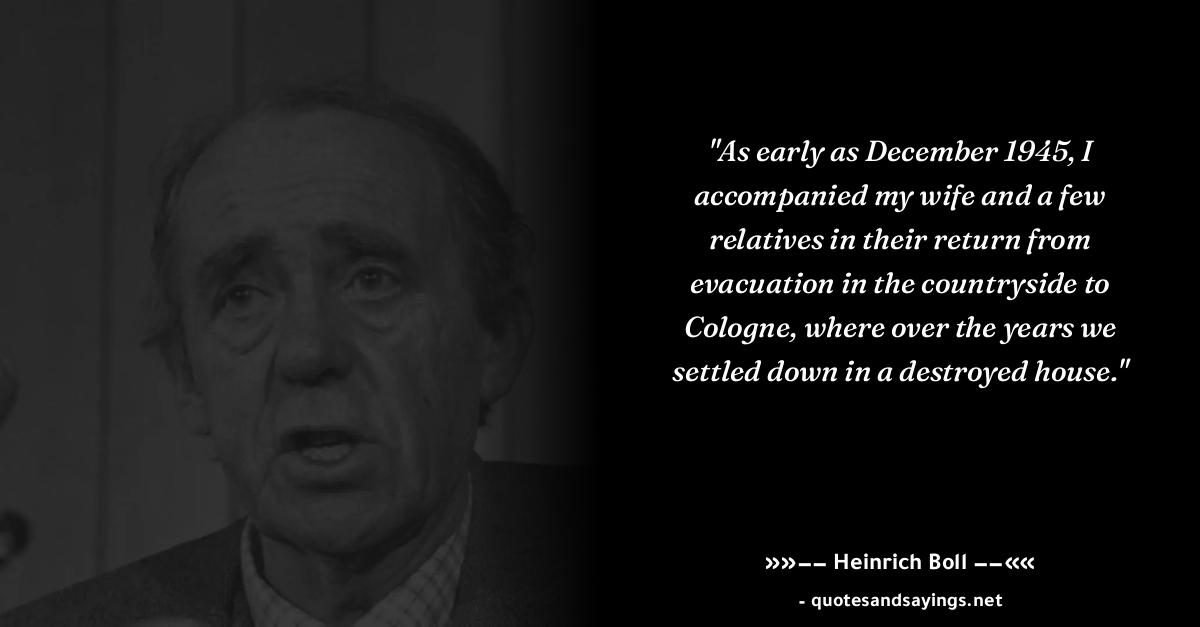 "As early as December 1945, I
accompanied my wife and a few
relatives in their return from
evacuation in the countryside to
Cologne, where over the years we
settled down in a destroyed house."
»»−− Heinrich Boll −−««
- quotesandsayings.net